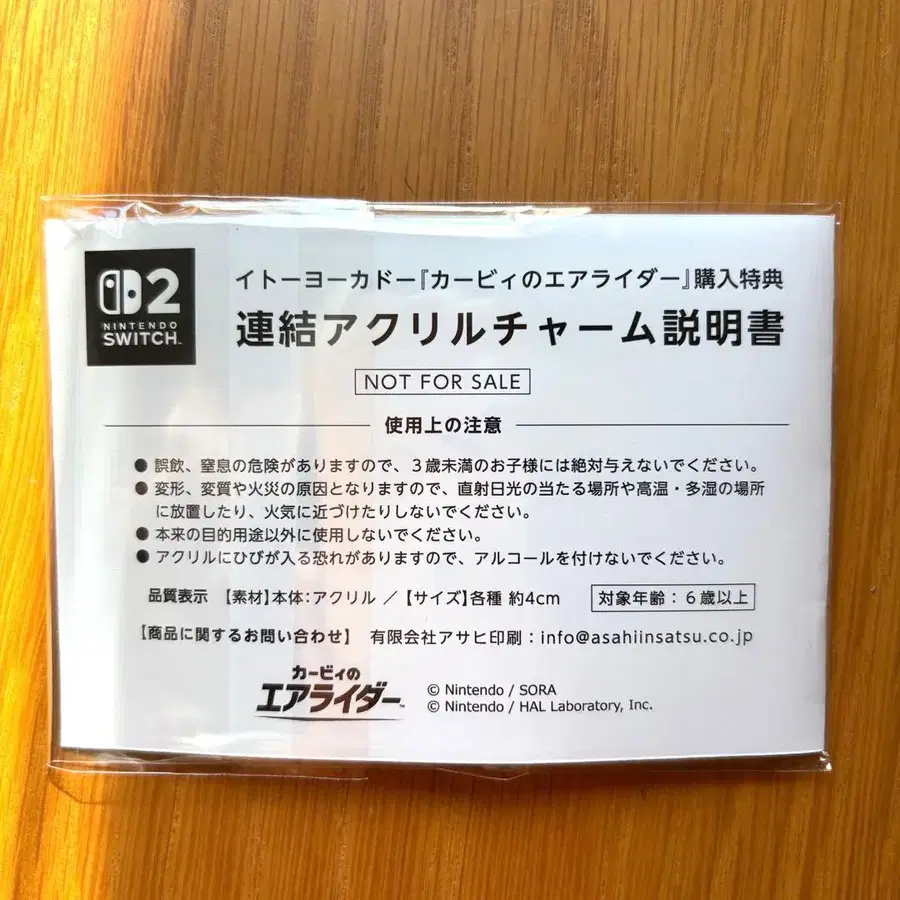 2
NINTENDO
SWITCH™
イトーヨーカドー『カービィのエアライダー』購入特典
連結アクリルチャーム説明書
NOT FOR SALE
使用上の注意
● 誤飲、窒息の危険がありますので、3歳未満のお子様には絶対与えないでください。
● 変形、変質や火災の原因となりますので、直射日光の当たる場所や高温・多湿の場所
に放置したり、火気に近づけたりしないでください。
● 本来の目的用途以外に使用しないでください。
● アクリルにひびが入る恐れがありますので、アルコールを付けないでください。
品質表示 【素材】本体:アクリル / 【サイズ】各種 約4cm 対象年齢:6歳以上
【商品に関するお問い合わせ】 有限会社アサヒ印刷:info@asahiinsatsu.co.jp
カービィの
エアライダー™
© Nintendo / SORA
© Nintendo / HAL Laboratory, Inc.